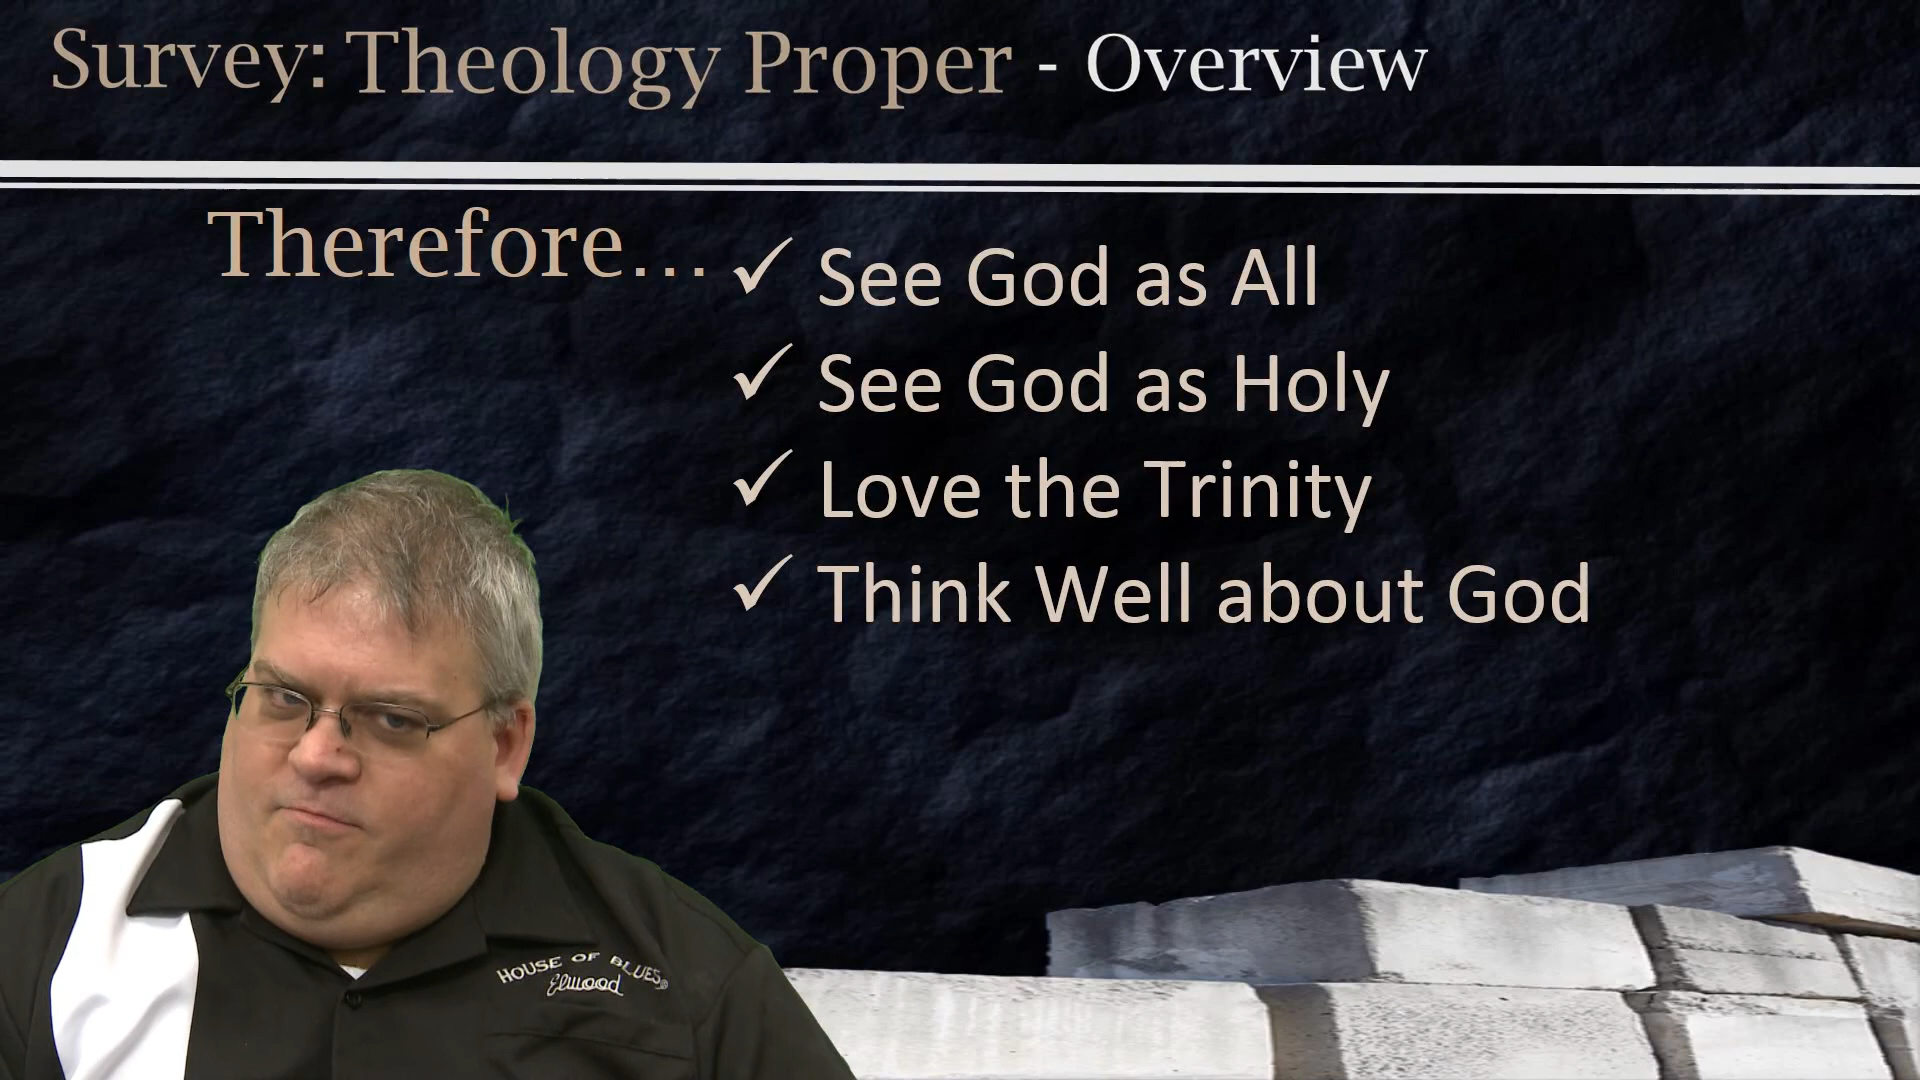 Survey: Theology Proper - Overview
Therefore...
✓ See God as All
✓ See God as Holy
✓ Love the Trinity
✓ Think Well about God
HOUSE OF BLUES®
Elwood